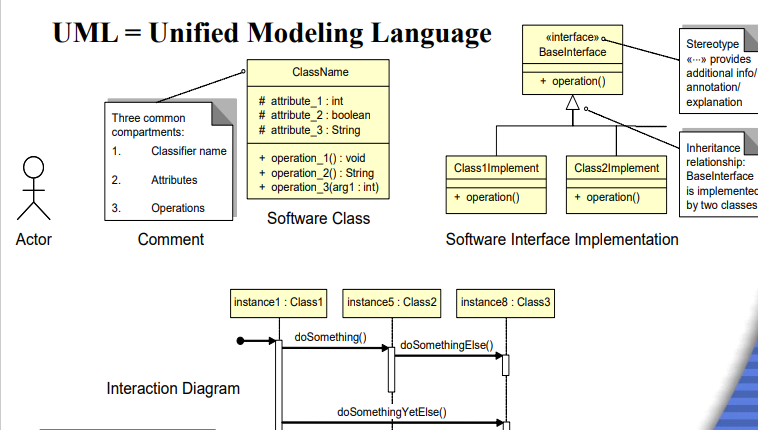 UML = Unified Modeling Language
ClassName
# attribute_1 : int
# attribute_2 : boolean
# attribute_3 : String
+ operation_1() : void
+ operation_2() : String
+ operation_3(arg1 : int)
Software Class
Three common
compartments:
1. Classifier name
2. Attributes
3. Operations
Comment
Actor
«interface»
BaseInterface
+ operation()
Stereotype
«···» provides
additional info/
annotation/
explanation
Inheritance
relationship:
BaseInterface
is implemented
by two classes
Class1Implement
+ operation()
Class2Implement
+ operation()
Software Interface Implementation
instance1 : Class1
instance5 : Class2
instance8 : Class3
doSomething()
doSomethingElse()
Interaction Diagram
doSomethingYetElse()